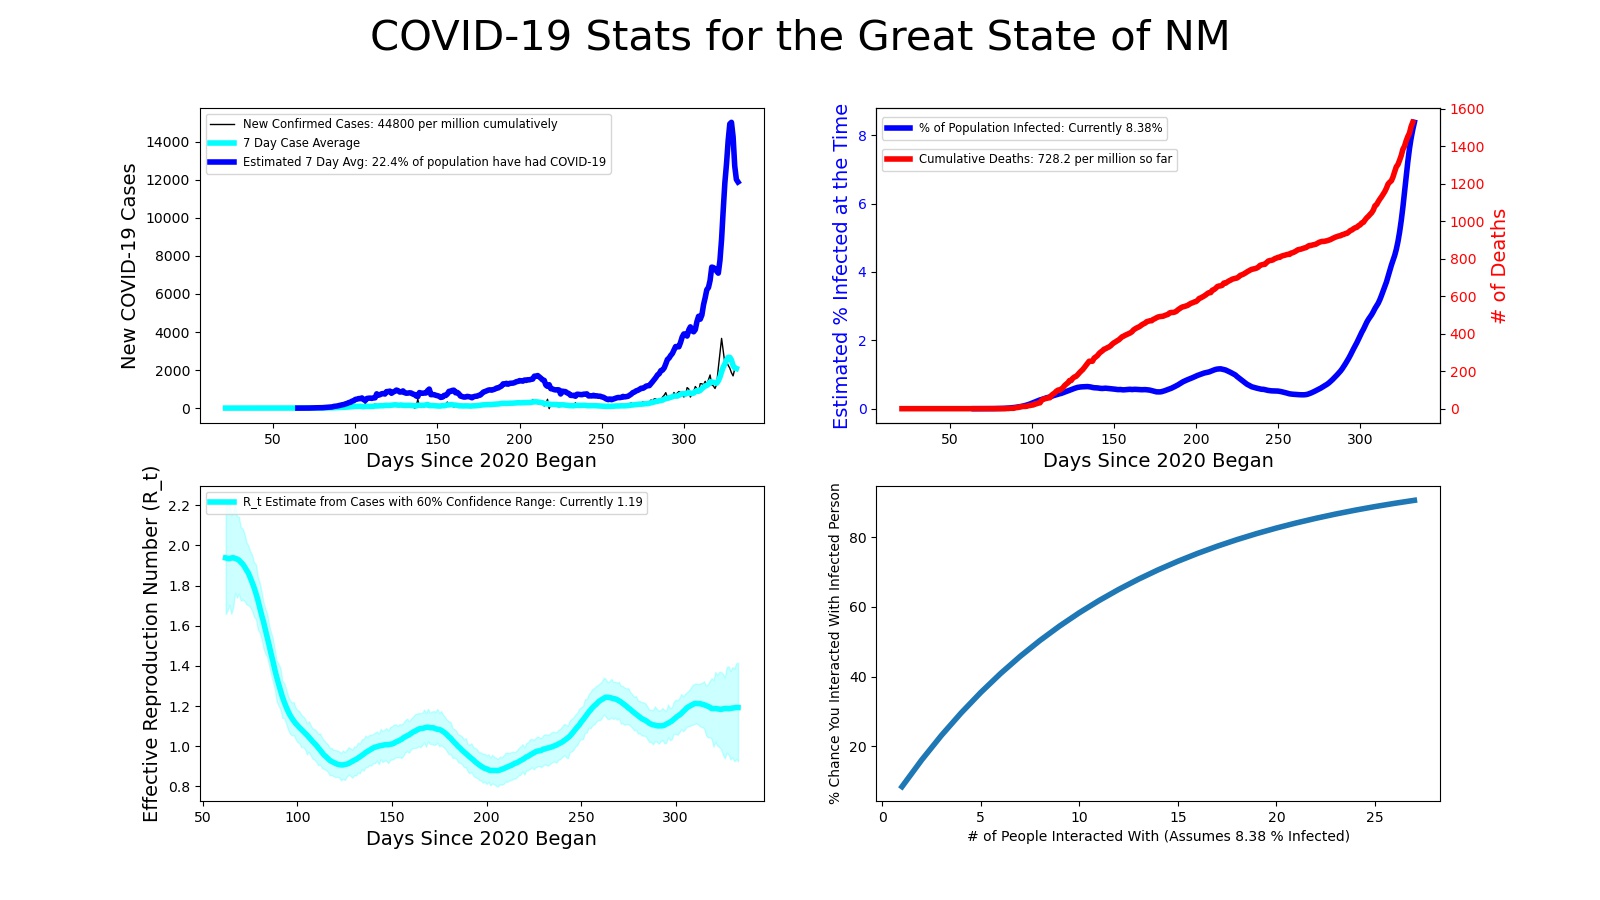 COVID-19 Stats for the Great State of NM
New COVID-19 Cases
14000
12000
10000
8000
6000
4000
2000
0
New Confirmed Cases: 44800 per million cumulatively
7 Day Case Average
Estimated 7 Day Avg: 22.4% of population have had COVID-19
50 100 150 200 250 300
Days Since 2020 Began
Estimated % Infected at the Time
8
6
4
2
0
% of Population Infected: Currently 8.38%
Cumulative Deaths: 728.2 per million so far
1600
1400
1200
1000
800
600
400
200
0
# of Deaths
50 100 150 200 250 300
Days Since 2020 Began
Effective Reproduction Number (R_t)
2.2
2.0
1.8
1.6
1.4
1.2
1.0
0.8
R_t Estimate from Cases with 60% Confidence Range: Currently 1.19
50 100 150 200 250 300
Days Since 2020 Began
% Chance You Interacted With Infected Person
80
60
40
20
0 5 10 15 20 25
# of People Interacted With (Assumes 8.38 % Infected)